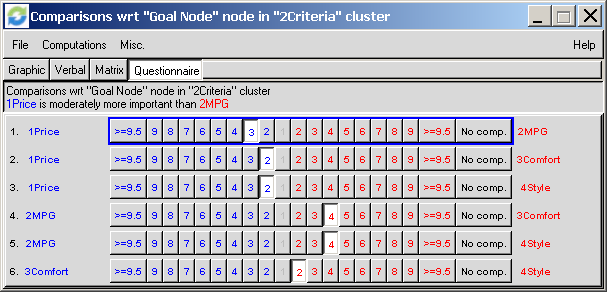 Comparisons wrt "Goal Node" node in "2Criteria" cluster
File Computations Misc. Help
Graphic Verbal Matrix Questionnaire
Comparisons wrt "Goal Node" node in "2Criteria" cluster
1Price is moderately more important than 2MPG
1. 1Price >=9.5 9 8 7 6 5 4 3 2 1 2 3 4 5 6 7 8 9 >=9.5 No comp. 2MPG
2. 1Price >=9.5 9 8 7 6 5 4 3 2 1 2 3 4 5 6 7 8 9 >=9.5 No comp. 3Comfort
3. 1Price >=9.5 9 8 7 6 5 4 3 2 1 2 3 4 5 6 7 8 9 >=9.5 No comp. 4Style
4. 2MPG >=9.5 9 8 7 6 5 4 3 2 1 2 3 4 5 6 7 8 9 >=9.5 No comp. 3Comfort
5. 2MPG >=9.5 9 8 7 6 5 4 3 2 1 2 3 4 5 6 7 8 9 >=9.5 No comp. 4Style
6. 3Comfort >=9.5 9 8 7 6 5 4 3 2 1 2 3 4 5 6 7 8 9 >=9.5 No comp. 4Style